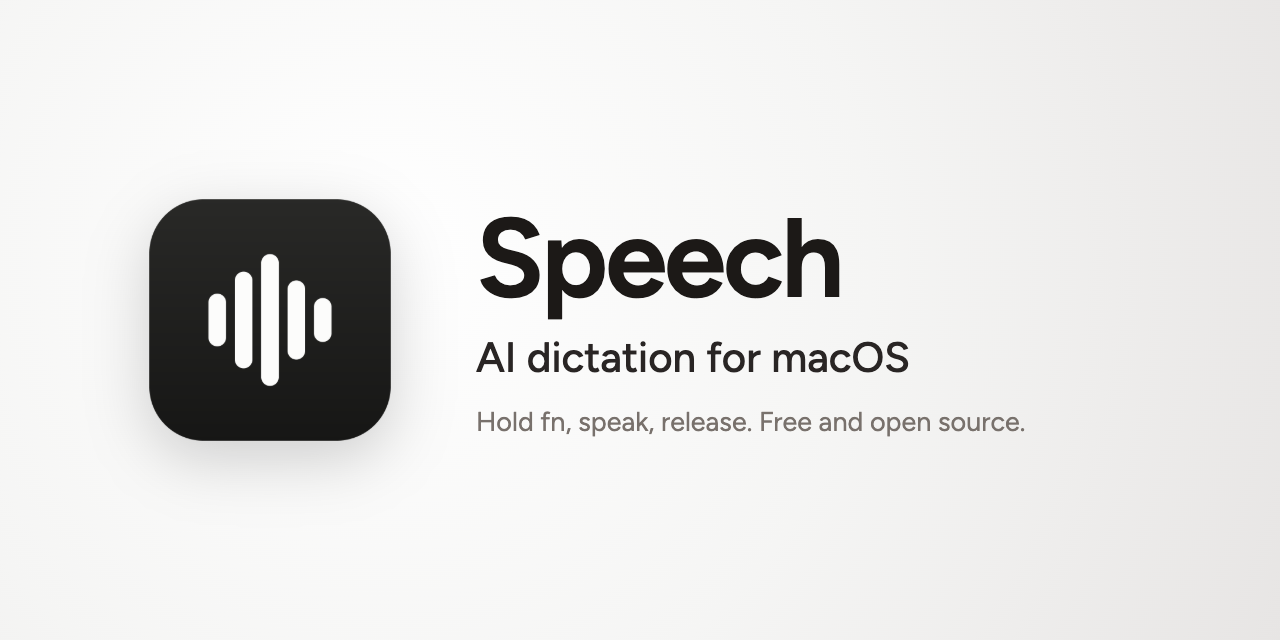 Speech
AI dictation for macOS
Hold fn, speak, release. Free and open source.